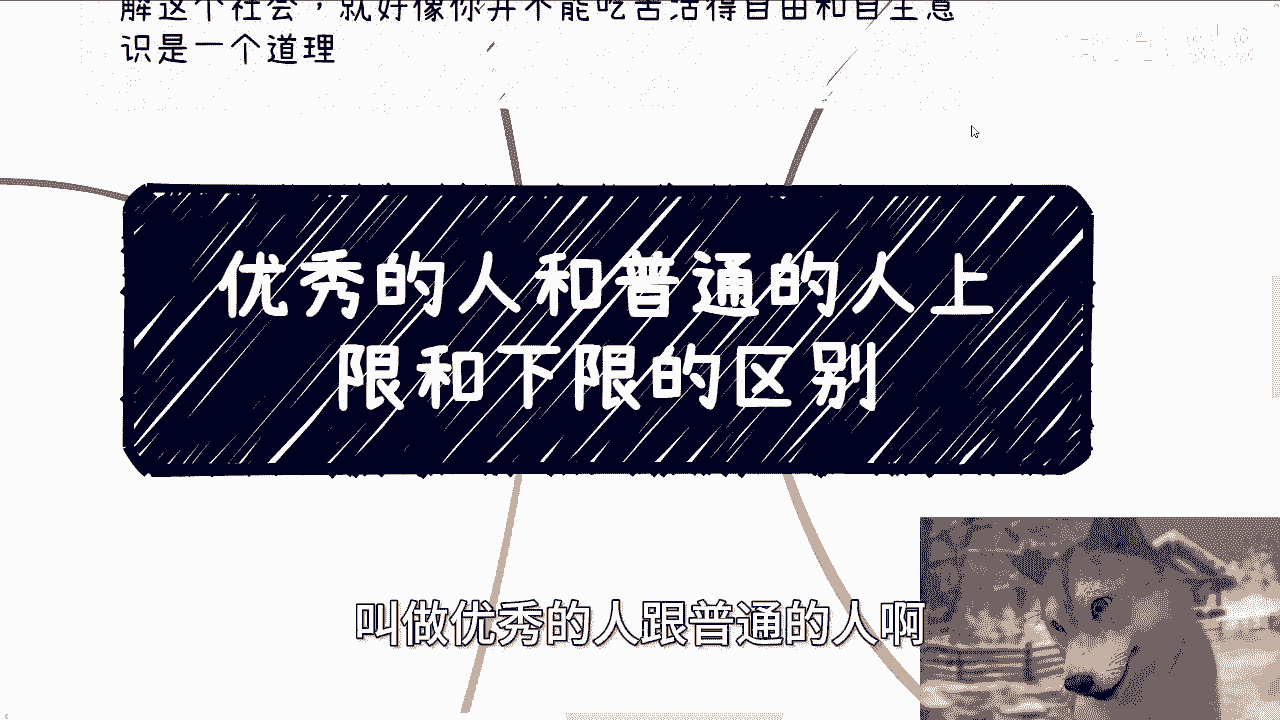 解这个社会，就好像你并不能吃苦活得自由和自主意
识是一个道理
优秀的人和普通的人上
限和下限的区别
叫做优秀的人跟普通的人啊